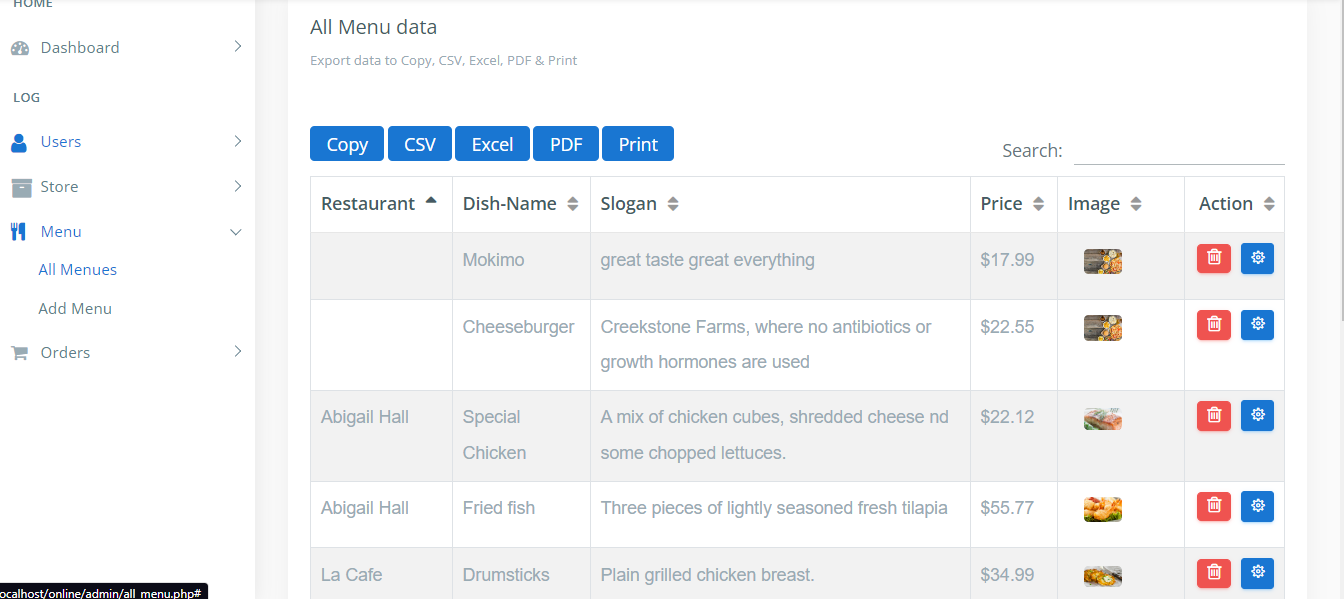 HOME
Dashboard
LOG
Users
Store
Menu
All Menues
Add Menu
Orders
All Menu data
Export data to Copy, CSV, Excel, PDF & Print
Copy CSV Excel PDF Print
Search:
Restaurant Dish-Name Slogan Price Image Action
Mokimo great taste great everything $17.99
Cheeseburger Creekstone Farms, where no antibiotics or $22.55
growth hormones are used
Abigail Hall Special A mix of chicken cubes, shredded cheese nd $22.12
Chicken some chopped lettuces.
Abigail Hall Fried fish Three pieces of lightly seasoned fresh tilapia $55.77
La Cafe Drumsticks Plain grilled chicken breast. $34.99
ocalhost/online/admin/all_menu.php#